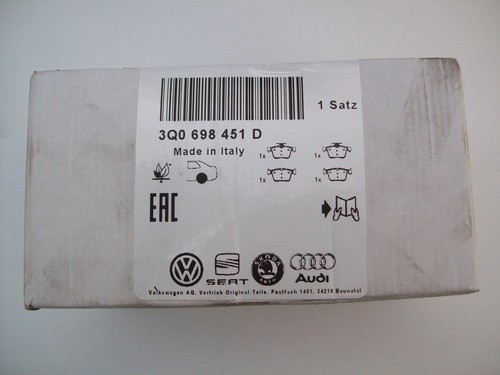 1 Satz
3Q0 698 451 D
Made in Italy
1x
1x
1x
1x
EAC
SEAT
ŠKODA
AUTO
Audi
Volkswagen AG, Vertrieb Original Teile, Postfach 1451, 34219 Baunatal